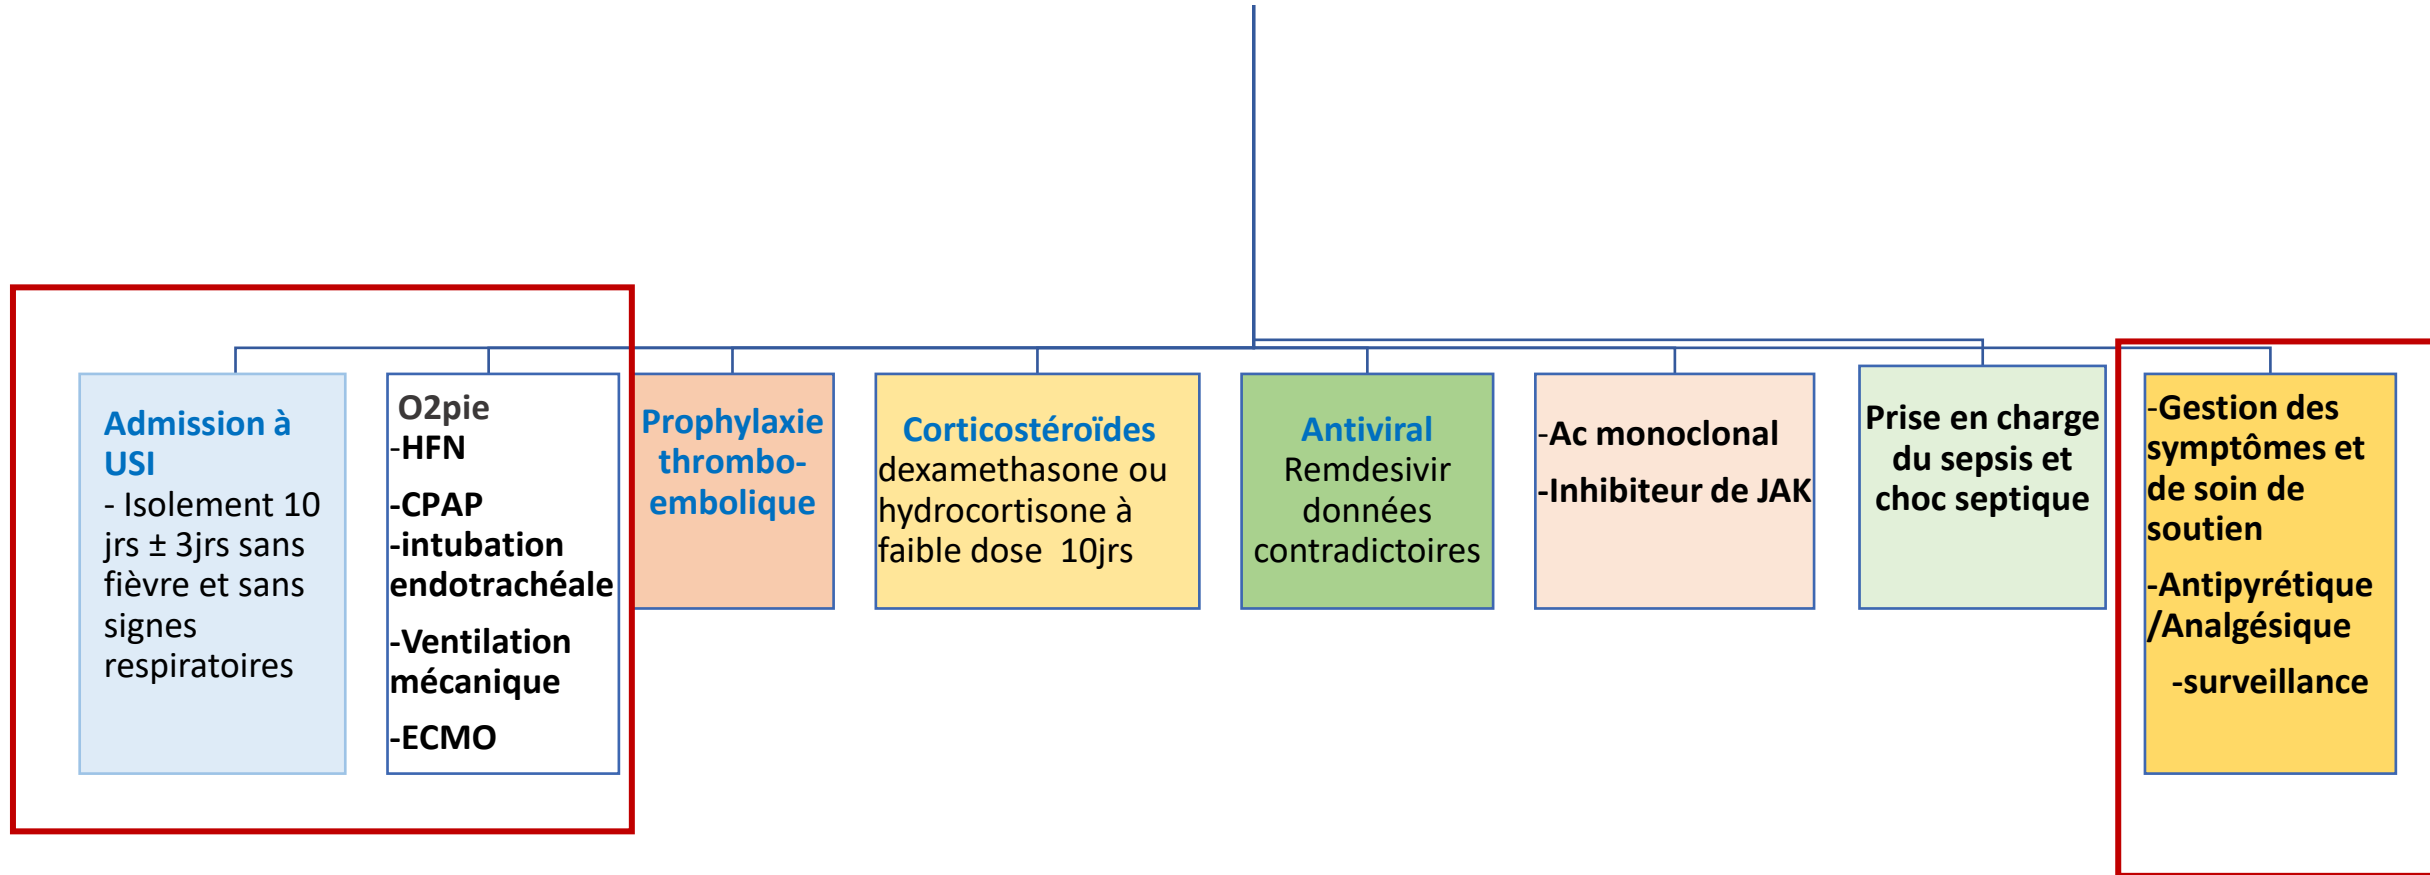 Admission à
USI
- Isolement 10
jrs ± 3jrs sans
fièvre et sans
signes
respiratoires
O2pie
-HFN
-CPAP
-intubation
endotrachéale
-Ventilation
mécanique
-ECMO
Prophylaxie
thrombo-
embolique
Corticostéroïdes
dexamethasone ou
hydrocortisone à
faible dose 10jrs
Antiviral
Remdesivir
données
contradictoires
-Ac monoclonal
-Inhibiteur de JAK
Prise en charge
du sepsis et
choc septique
-Gestion des
symptômes et
de soin de
soutien
-Antipyrétique
/Analgésique
-surveillance